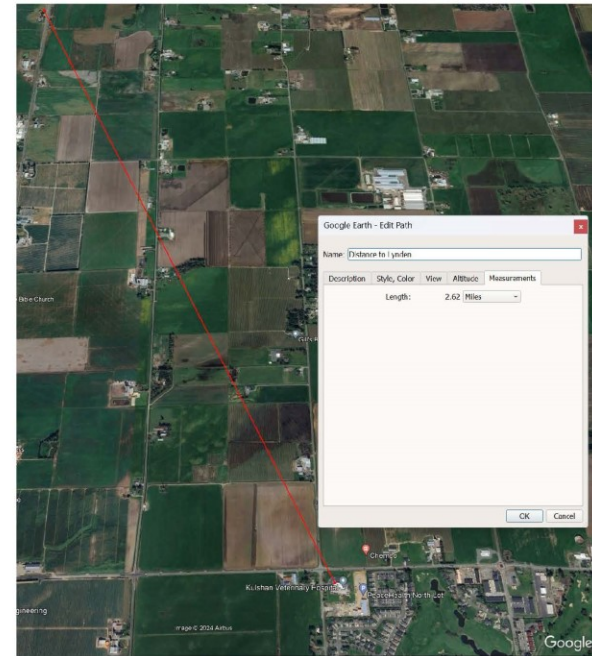 Google Earth - Edit Path
x
Name: Distance to Lynden
Description Style, Color View Altitude Measurements
Length: 2.62 Miles
Bible Church
OK Cancel
Kulshan Veterinary Hospital
PeaceHealth North Lot
gineering
Image © 2024 Airbus
Google